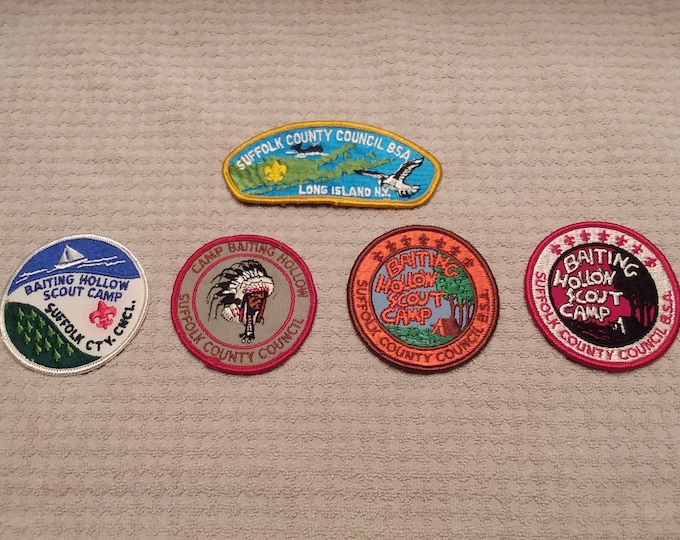 SUFFOLK COUNTY COUNCIL BSA
LONG ISLAND N.Y.
BAITING HOLLOW
SCOUT CAMP
SUFFOLK CTY. CNCL.
CAMP BAITING HOLLOW
SUFFOLK COUNTY COUNCIL
BAITING
HOLLOW
SCOUT
CAMP
SUFFOLK COUNTY COUNCIL B.S.A.
BAITING
HOLLOW
SCOUT
CAMP
SUFFOLK COUNTY COUNCIL B.S.A.